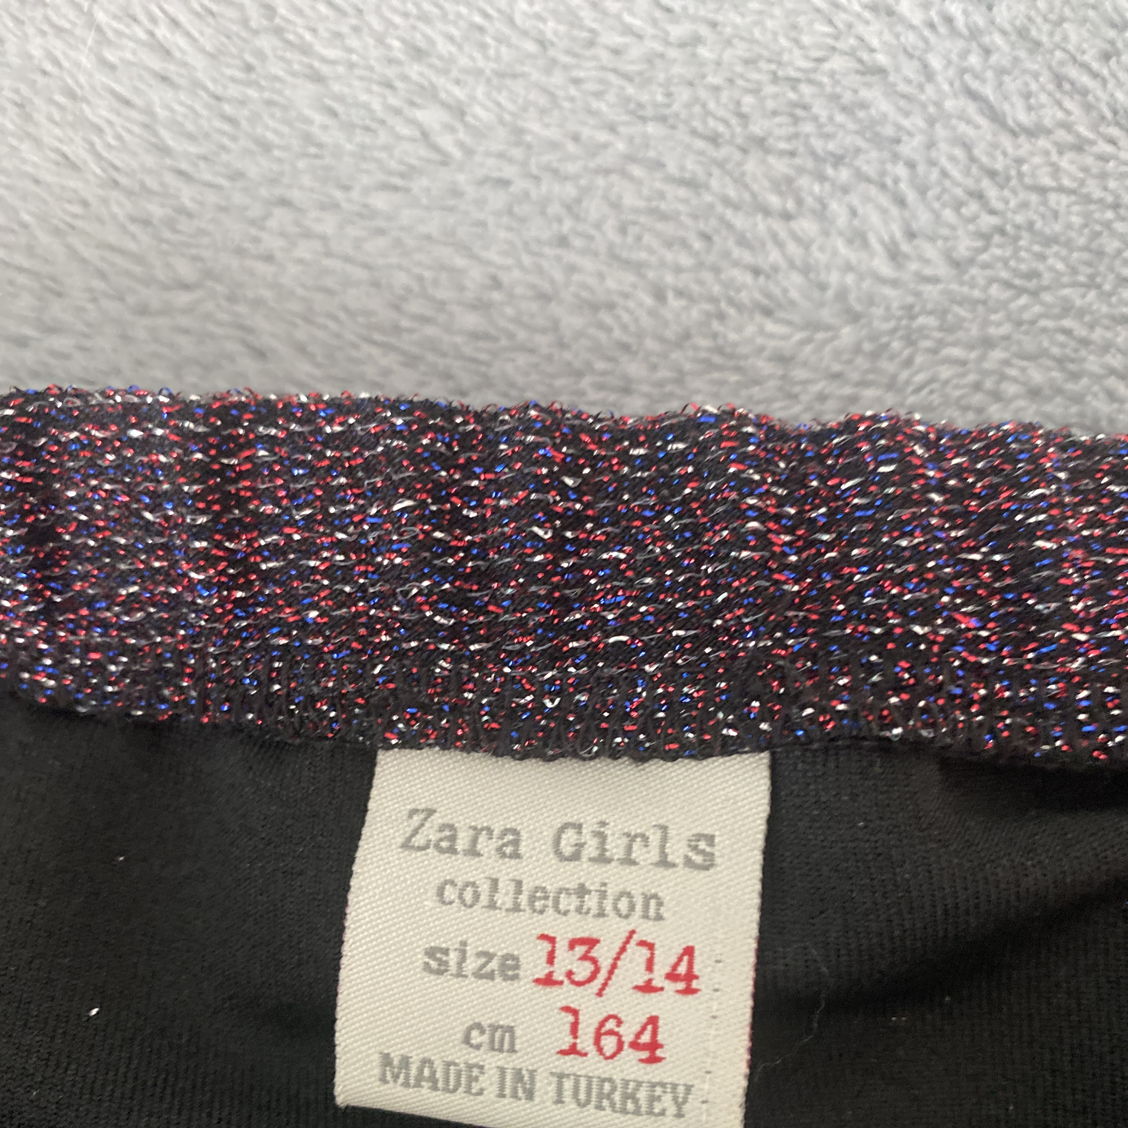 Zara Girls
collection
size 13/14
cm 164
MADE IN TURKEY